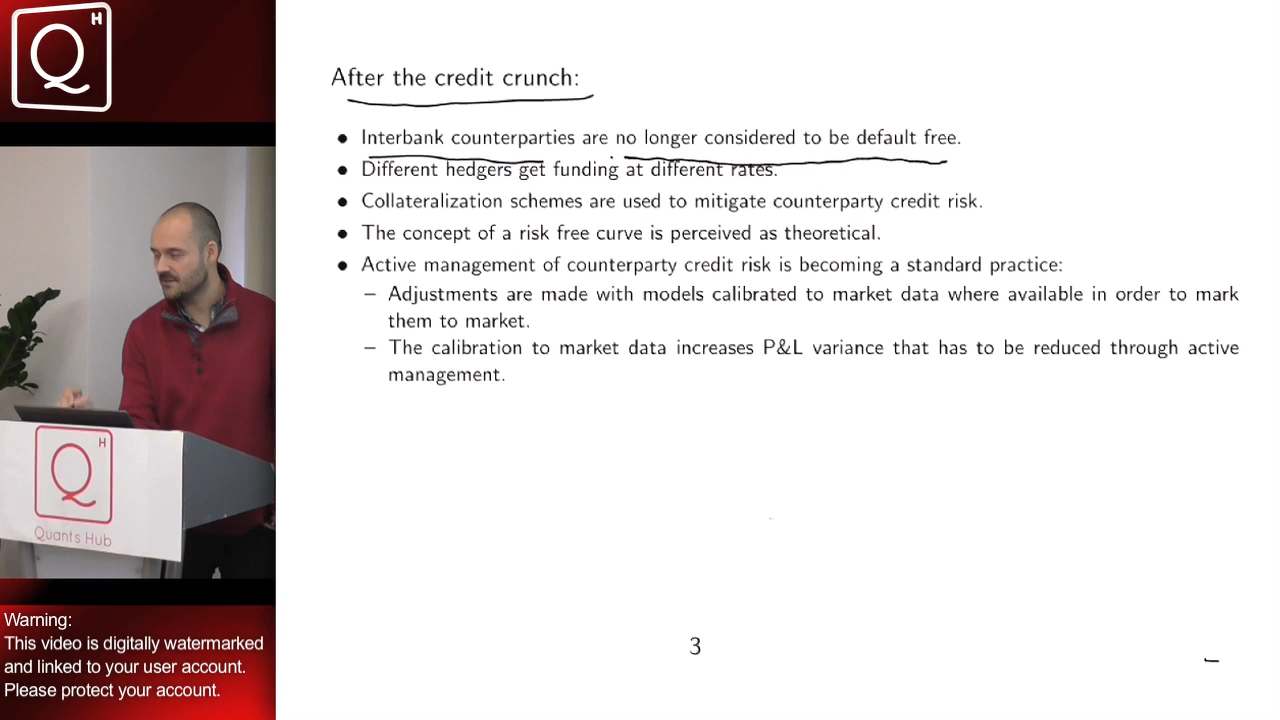 Q H
After the credit crunch:
• Interbank counterparties are no longer considered to be default free.
• Different hedgers get funding at different rates.
• Collateralization schemes are used to mitigate counterparty credit risk.
• The concept of a risk free curve is perceived as theoretical.
• Active management of counterparty credit risk is becoming a standard practice:
– Adjustments are made with models calibrated to market data where available in order to mark
them to market.
– The calibration to market data increases P&L variance that has to be reduced through active
management.
Q H
Quants Hub
Warning:
This video is digitally watermarked
and linked to your user account.
Please protect your account.
3